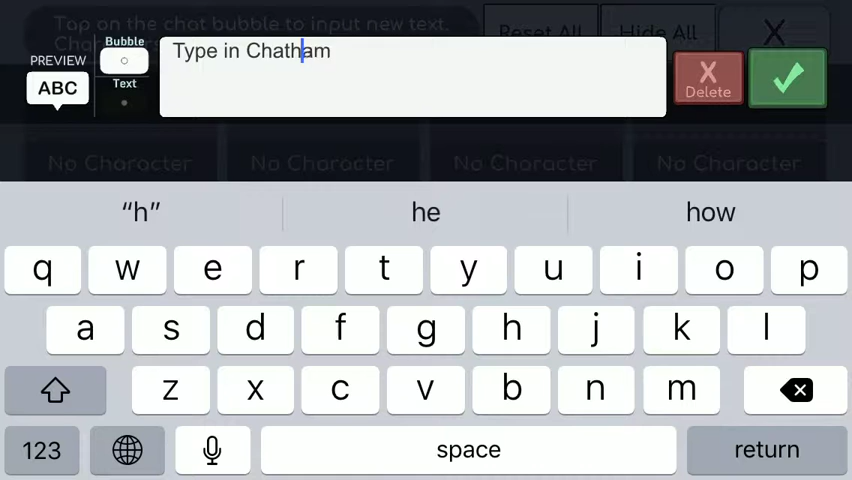 Tap on the chat bubble to input new text.
Reset All
Hide All
X
Bubble
PREVIEW
ABC
Text
Type in Chatham
X
Delete
No Character
No Character
No Character
No Character
“h”
he
how
q w e r t y u i o p
a s d f g h j k l
z x c v b n m
123
space
return